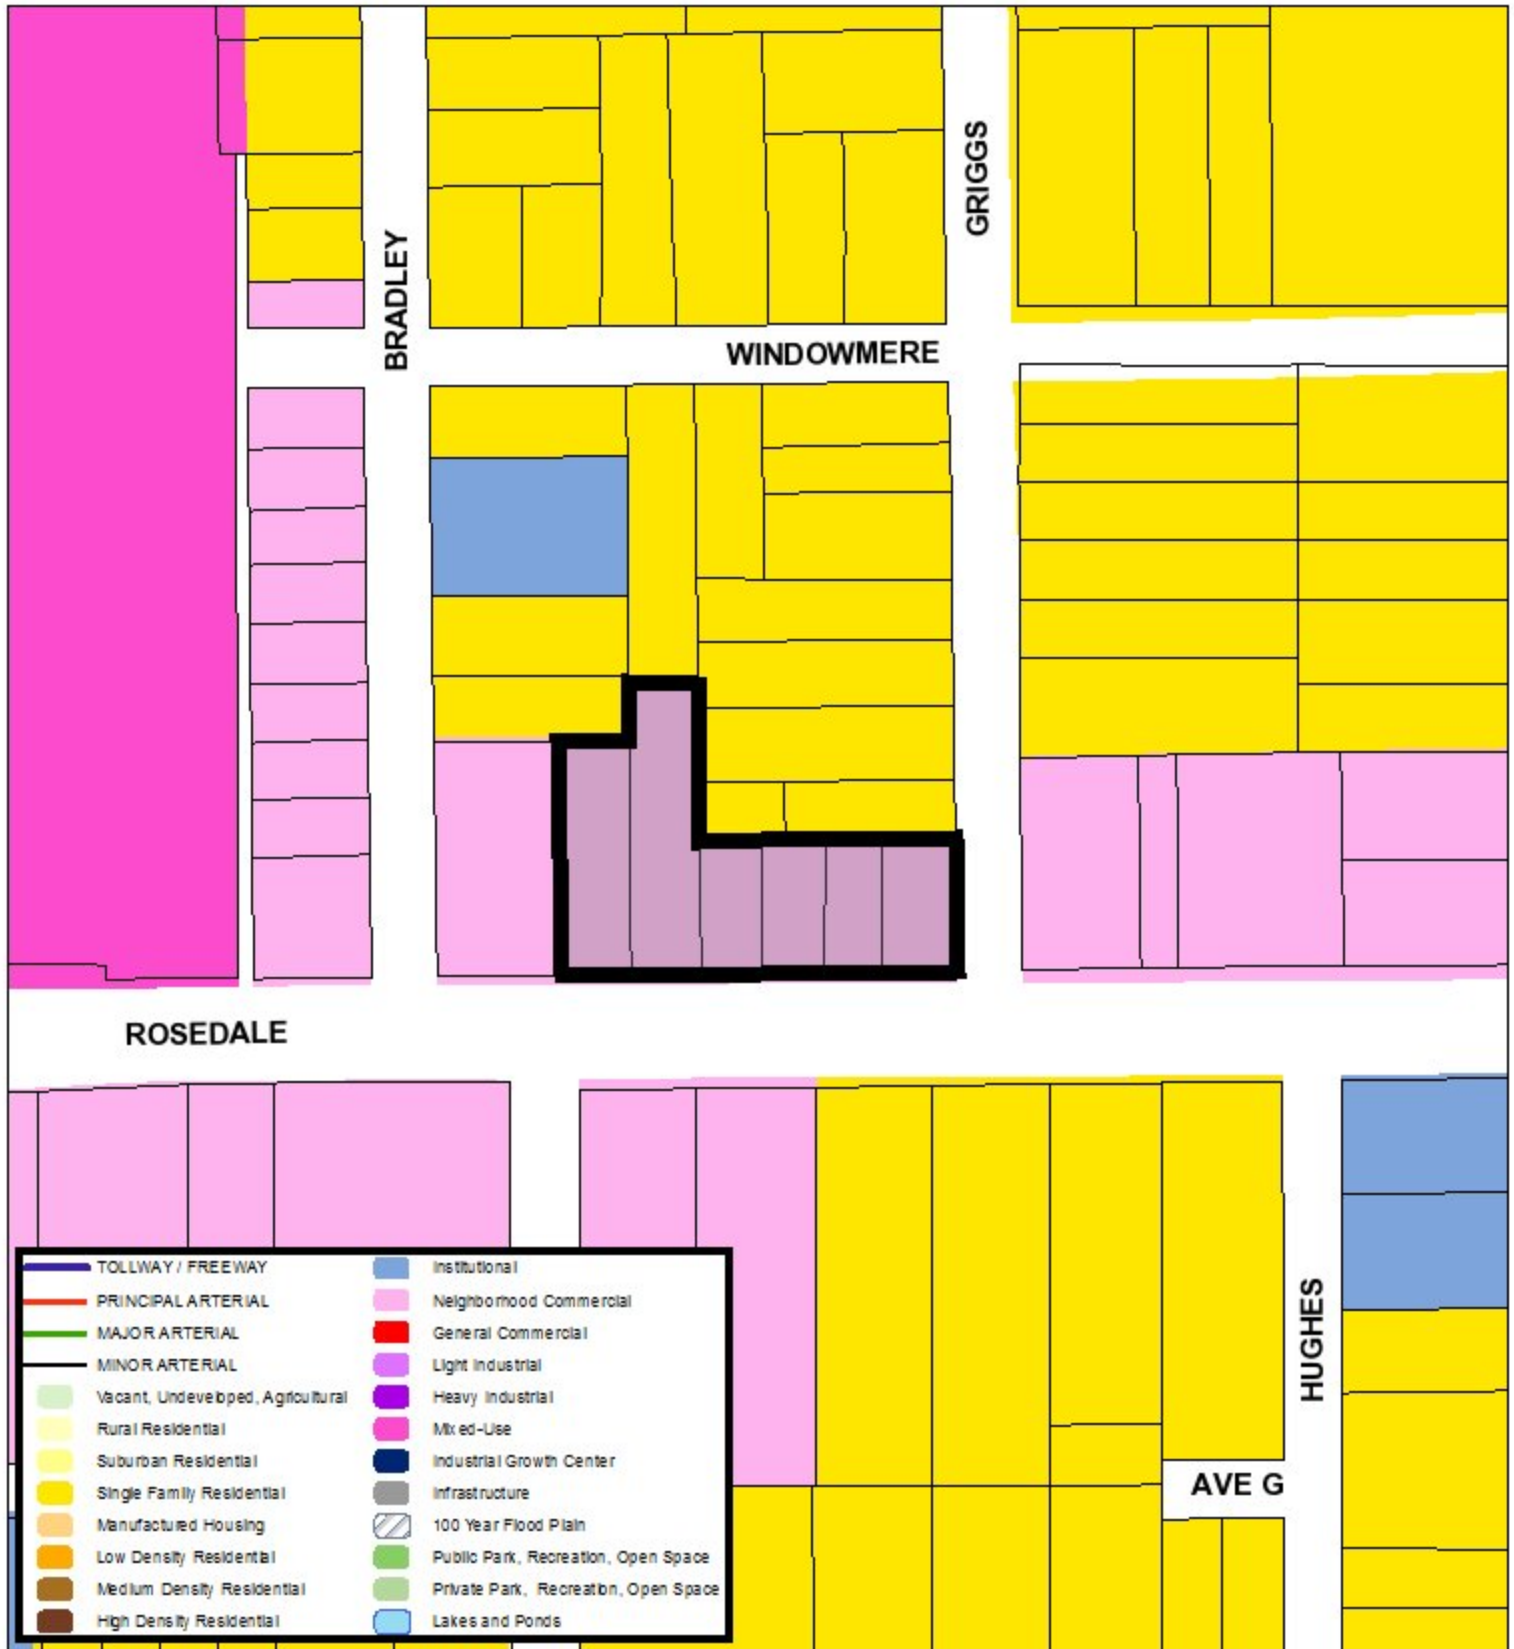 GRIGGS
BRADLEY
WINDOWMERE
ROSEDALE
TOLLWAY / FREEWAY
PRINCIPAL ARTERIAL
MAJOR ARTERIAL
MINOR ARTERIAL
Vacant, Undeveloped, Agricultural
Rural Residential
Suburban Residential
Single Family Residential
Manufactured Housing
Low Density Residential
Medium Density Residential
High Density Residential
Institutional
Neighborhood Commercial
General Commercial
Light Industrial
Heavy Industrial
Mixed-Use
Industrial Growth Center
Infrastructure
100 Year Flood Plain
Public Park, Recreation, Open Space
Private Park, Recreation, Open Space
Lakes and Ponds
HUGHES
AVE G